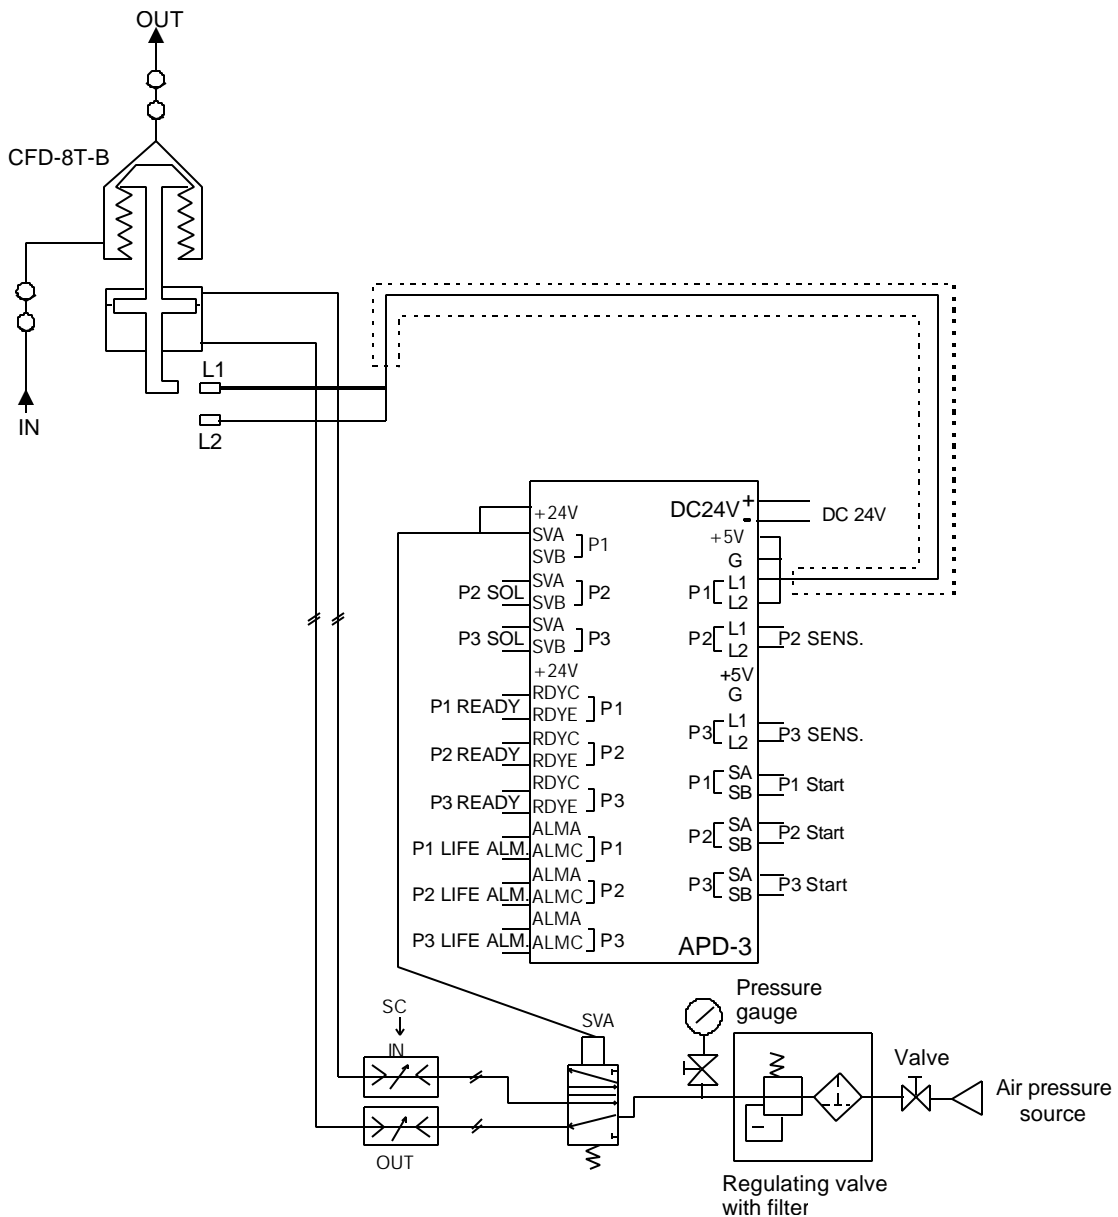 OUT
CFD-8T-B
L1
IN
L2
+24V
SVA
SVB
P1
P2 SOL
SVA
SVB
P2
P3 SOL
SVA
SVB
P3
+24V
P1 READY
RDYC
RDYE
P1
P2 READY
RDYC
RDYE
P2
P3 READY
RDYC
RDYE
P3
P1 LIFE ALM.
ALMA
ALMC
P1
P2 LIFE ALM.
ALMA
ALMC
P2
P3 LIFE ALM.
ALMA
ALMC
P3
DC24V + -
DC 24V
+5V
G
P1
L1
L2
P2
L1
L2
P2 SENS.
+5V
G
P3
L1
L2
P3 SENS.
P1
SA
SB
P1 Start
P2
SA
SB
P2 Start
P3
SA
SB
P3 Start
APD-3
SC
IN
OUT
SVA
Pressure
gauge
Valve
Air pressure
source
Regulating valve
with filter